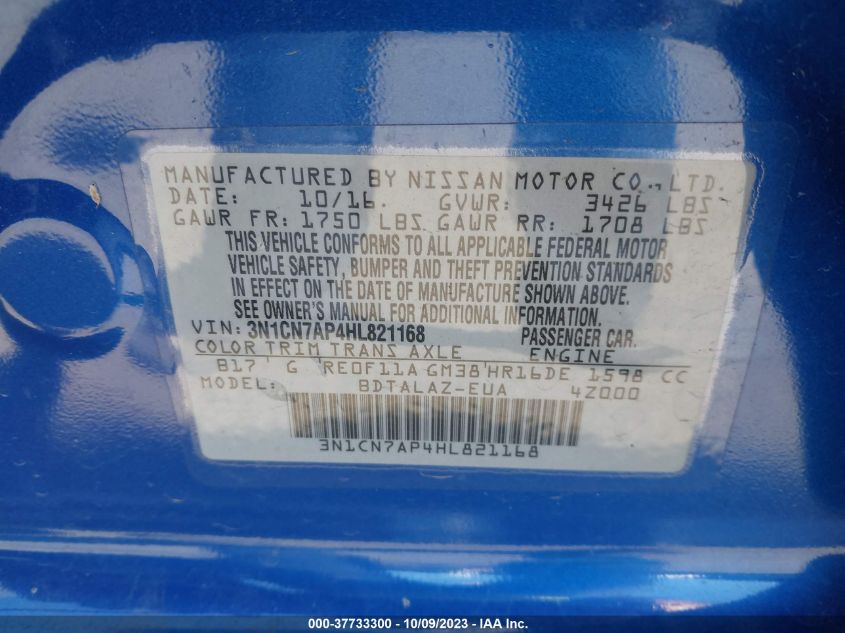 MANUFACTURED BY NISSAN MOTOR CO., LTD.
DATE: 10/16. GVWR: 3426 LBS
GAWR FR: 1750 LBS GAWR RR: 1708 LBS
THIS VEHICLE CONFORMS TO ALL APPLICABLE FEDERAL MOTOR
VEHICLE SAFETY, BUMPER AND THEFT PREVENTION STANDARDS
IN EFFECT ON THE DATE OF MANUFACTURE SHOWN ABOVE.
SEE OWNER'S MANUAL FOR ADDITIONAL INFORMATION.
VIN: 3N1CN7AP4HL821168 PASSENGER CAR.
COLOR TRIM TRANS AXLE ENGINE
B17 G RE0F11A GM38 HR16DE 1598 CC
MODEL: BDTALAZ-EUA 4Z000
3N1CN7AP4HL821168
000-37733300 - 10/09/2023 - IAA Inc.